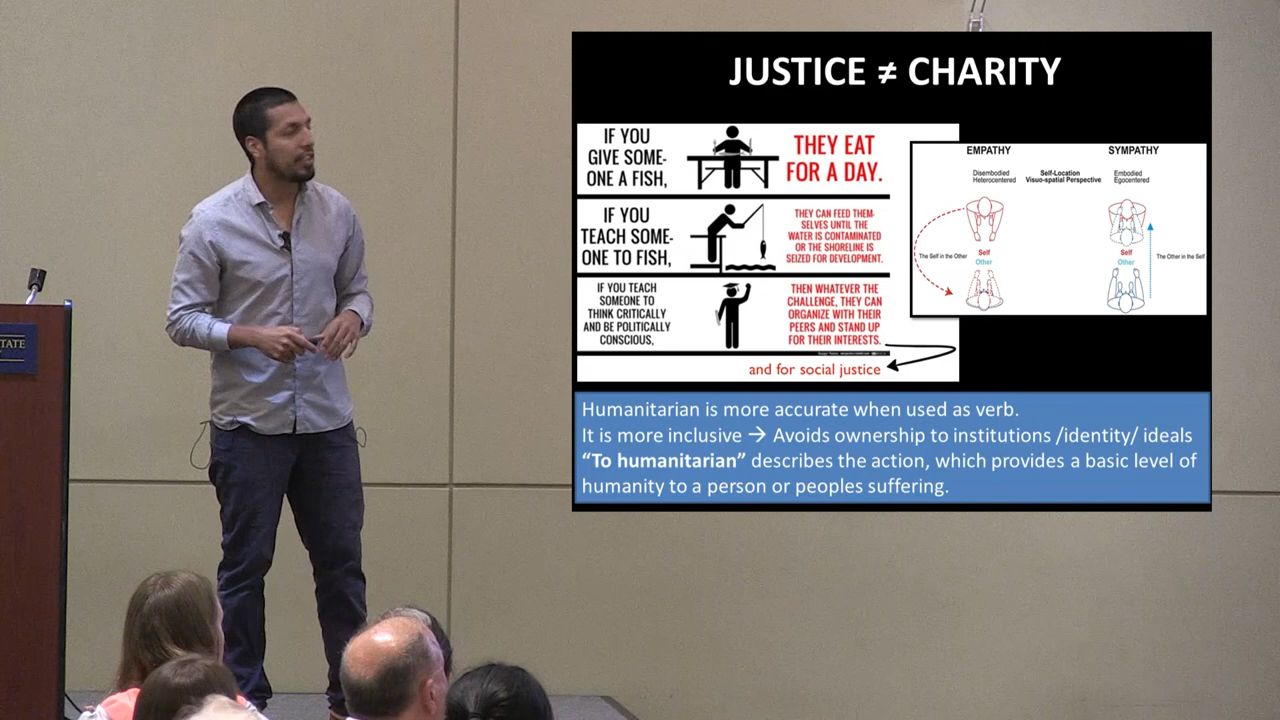 JUSTICE ≠ CHARITY
IF YOU
GIVE SOME-
ONE A FISH,
THEY EAT
FOR A DAY.
IF YOU
TEACH SOME-
ONE TO FISH,
THEY CAN FEED THEM-
SELVES UNTIL THE
WATER IS CONTAMINATED
OR THE SHORELINE IS
SEIZED FOR DEVELOPMENT.
IF YOU TEACH
SOMEONE TO
THINK CRITICALLY
AND BE POLITICALLY
CONSCIOUS,
THEN WHATEVER THE
CHALLENGE, THEY CAN
ORGANIZE WITH THEIR
PEERS AND STAND UP
FOR THEIR INTERESTS.
and for social justice
EMPATHY
SYMPATHY
Disembodied
Heterocentered
Self-Location
Visuo-spatial Perspective
Embodied
Egocentered
The Self in the Other
Self
Other
Self
Other
The Other in the Self
Humanitarian is more accurate when used as verb.
It is more inclusive → Avoids ownership to institutions /identity/ ideals
“To humanitarian” describes the action, which provides a basic level of
humanity to a person or peoples suffering.
TATE